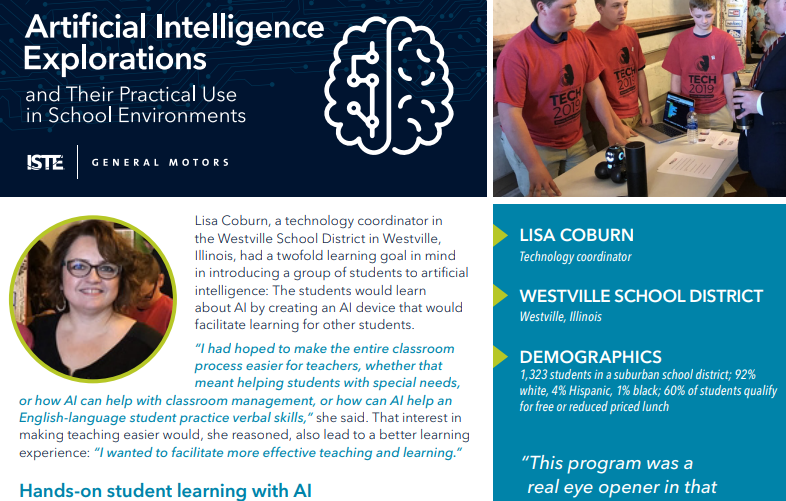 Artificial Intelligence
Explorations
and Their Practical Use
in School Environments
ISTE
GENERAL MOTORS
TECH
2019
TECH
2019
TECH
2019
Lisa Coburn, a technology coordinator in
the Westville School District in Westville,
Illinois, had a twofold learning goal in mind
in introducing a group of students to artificial
intelligence: The students would learn
about AI by creating an AI device that would
facilitate learning for other students.
“I had hoped to make the entire classroom
process easier for teachers, whether that
meant helping students with special needs,
or how AI can help with classroom management, or how can AI help an
English-language student practice verbal skills,” she said. That interest in
making teaching easier would, she reasoned, also lead to a better learning
experience: “I wanted to facilitate more effective teaching and learning.”
Hands-on student learning with AI
LISA COBURN
Technology coordinator
WESTVILLE SCHOOL DISTRICT
Westville, Illinois
DEMOGRAPHICS
1,323 students in a suburban school district; 92%
white, 4% Hispanic, 1% black; 60% of students qualify
for free or reduced priced lunch
“This program was a
real eye opener in that